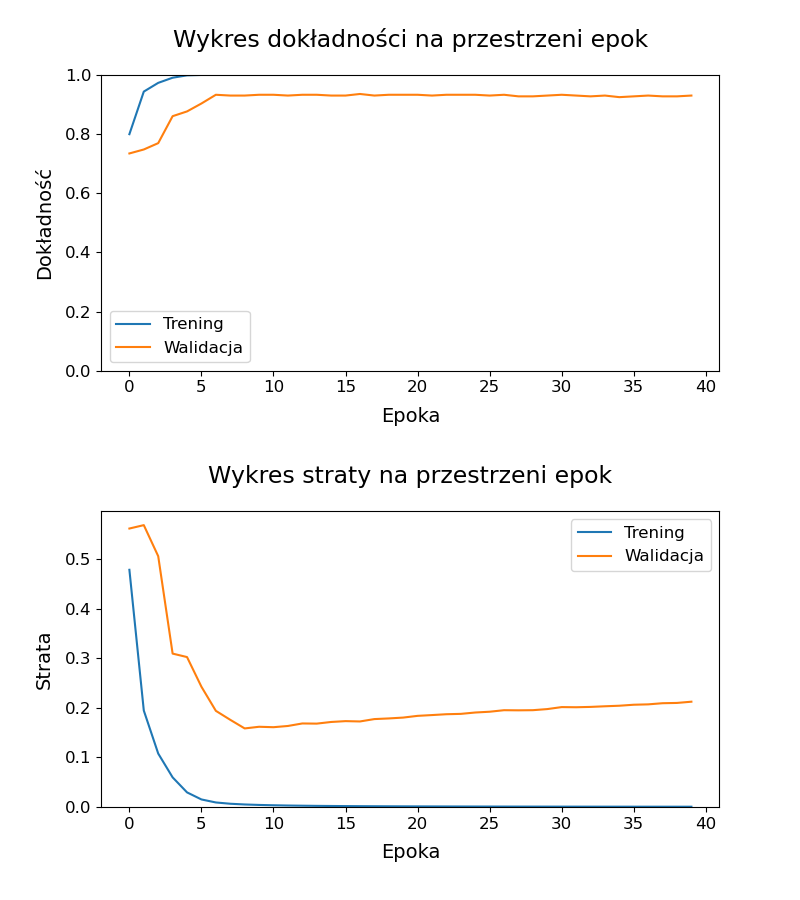 Wykres dokładności na przestrzeni epok
1.0
0.8
0.6
0.4
0.2
0.0
Dokładność
Trening
Walidacja
0 5 10 15 20 25 30 35 40
Epoka
Wykres straty na przestrzeni epok
0.5
0.4
0.3
0.2
0.1
0.0
Strata
Trening
Walidacja
0 5 10 15 20 25 30 35 40
Epoka